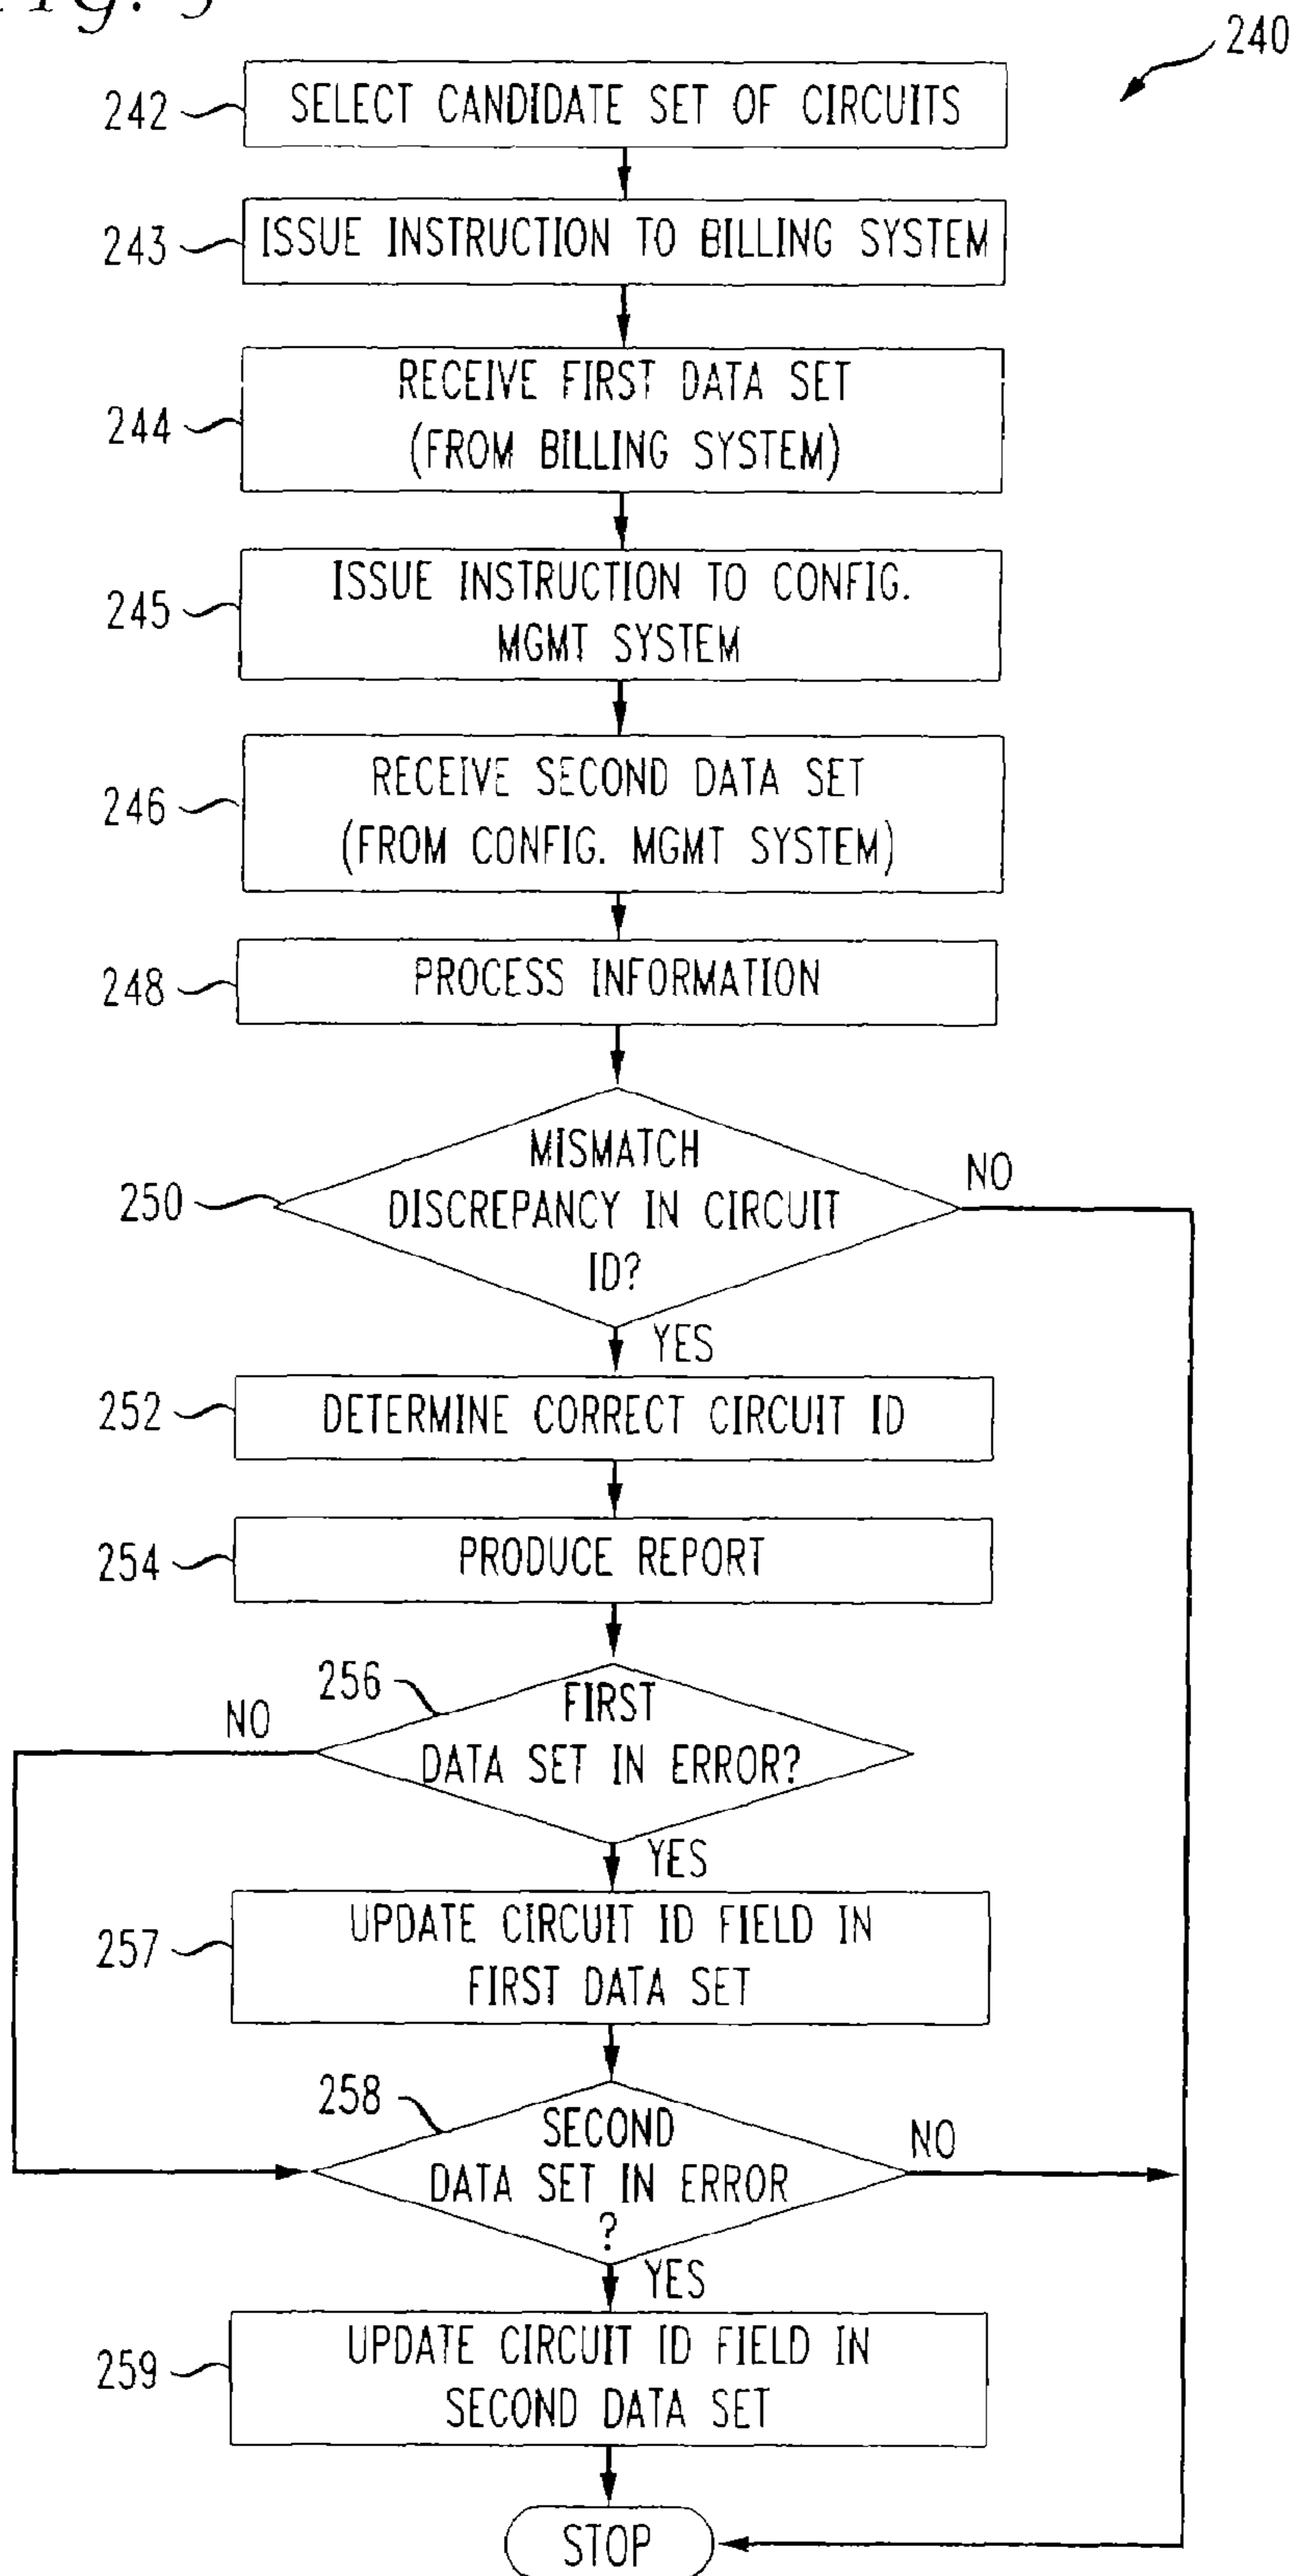 240
242 SELECT CANDIDATE SET OF CIRCUITS
243 ISSUE INSTRUCTION TO BILLING SYSTEM
RECEIVE FIRST DATA SET
244
(FROM BILLING SYSTEM)
ISSUE INSTRUCTION TO CONFIG.
245
MGMT SYSTEM
RECEIVE SECOND DATA SET
246
(FROM CONFIG. MGMT SYSTEM)
248 PROCESS INFORMATION
MISMATCH
NO
250 DISCREPANCY IN CIRCUIT
ID?
YES
252 DETERMINE CORRECT CIRCUIT ID
254 PRODUCE REPORT
256
FIRST
NO
DATA SET IN ERROR?
YES
UPDATE CIRCUIT ID FIELD IN
257
FIRST DATA SET
258
SECOND
NO
DATA SET IN ERROR
?
YES
UPDATE CIRCUIT ID FIELD IN
259
SECOND DATA SET
STOP